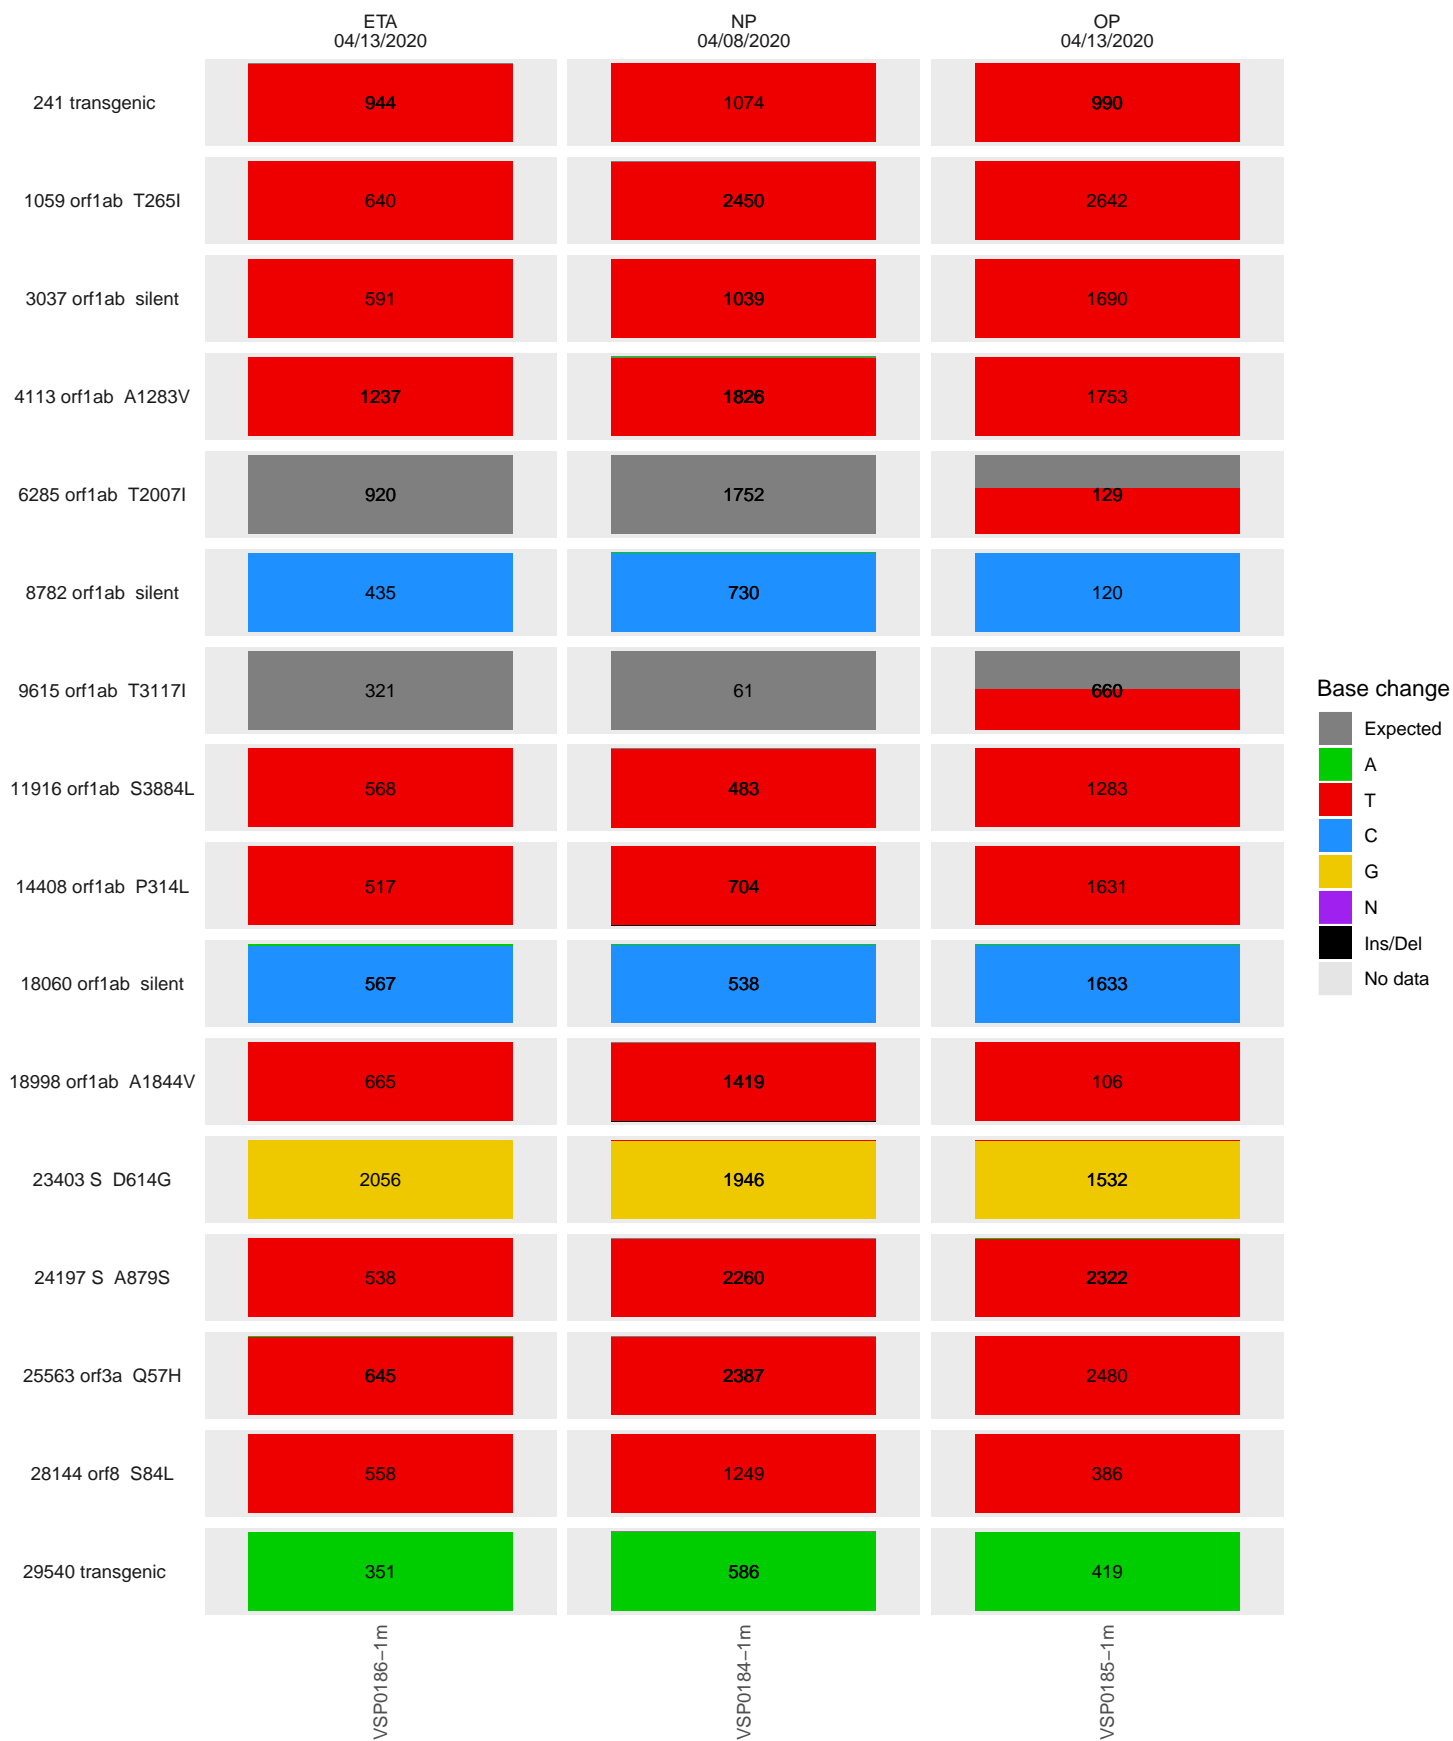 ETA
04/13/2020
NP
04/08/2020
OP
04/13/2020
241 transgenic
944
1074
990
1059 orf1ab T265I
640
2450
2642
3037 orf1ab silent
591
1039
1690
4113 orf1ab A1283V
1237
1826
1753
6285 orf1ab T2007I
920
1752
129
8782 orf1ab silent
435
730
120
9615 orf1ab T3117I
321
61
660
11916 orf1ab S3884L
568
483
1283
14408 orf1ab P314L
517
704
1631
18060 orf1ab silent
567
538
1633
18998 orf1ab A1844V
665
1419
106
23403 S D614G
2056
1946
1532
24197 S A879S
538
2260
2322
25563 orf3a Q57H
645
2387
2480
28144 orf8 S84L
558
1249
386
29540 transgenic
351
586
419
VSP0186−1m
VSP0184−1m
VSP0185−1m
Base change
Expected
A
T
C
G
N
Ins/Del
No data